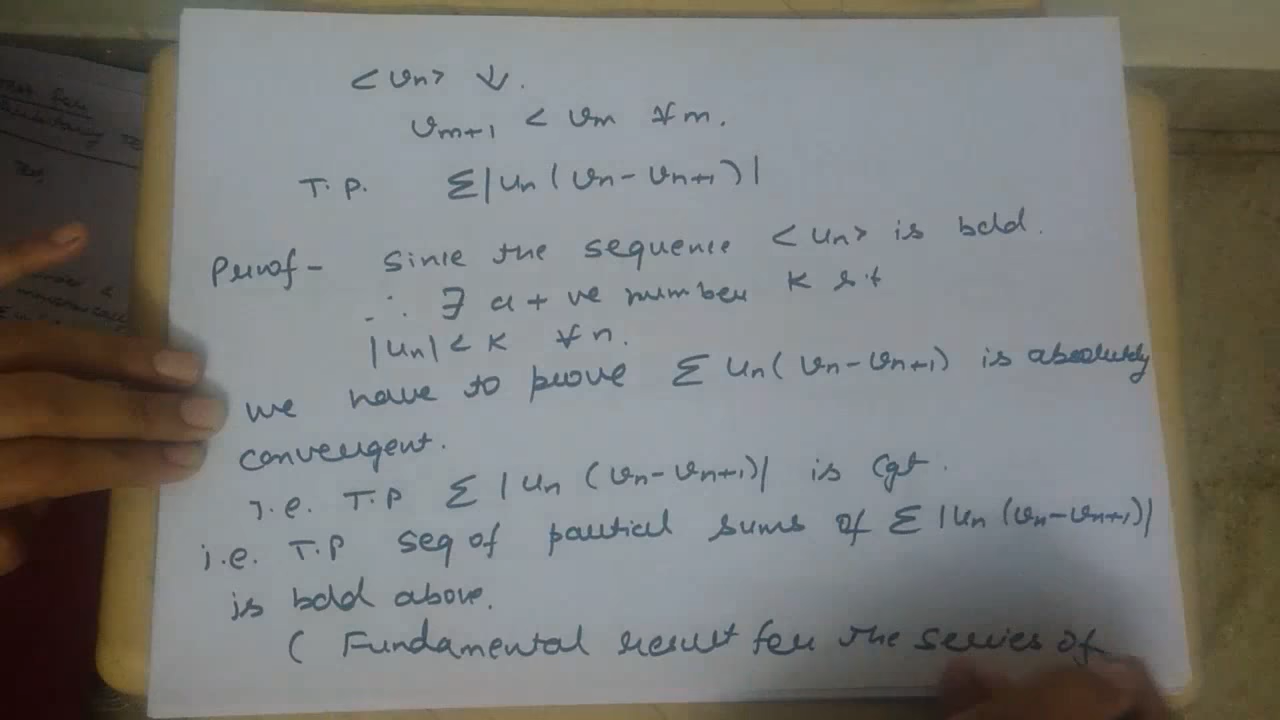 <vn> ↓.
vm+1 < vm ∀ m.
T.P. Σ|un(vn-vn+1)|
Proof- Since the sequence <un> is bdd.
∴ ∃ a +ve number K s.t
|un| < K ∀ n.
we have to prove Σ un(vn-vn+1) is absolutely
convergent.
i.e. T.P Σ |un (vn-vn+1)| is cgt.
i.e. T.P seq of partial sums of Σ |un (vn-vn+1)|
is bdd above.
( Fundamental result for the series of